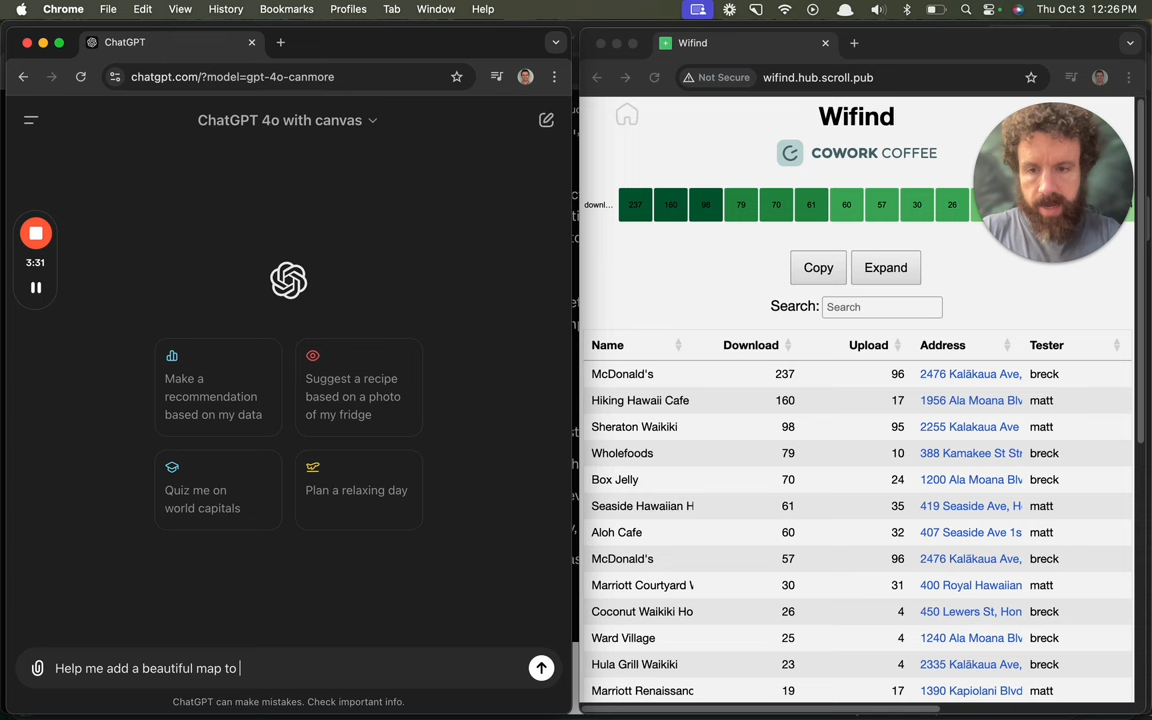 Chrome File Edit View History Bookmarks Profiles Tab Window Help Thu Oct 3 12:26 PM
ChatGPT
chatgpt.com/?model=gpt-4o-canmore
ChatGPT 4o with canvas
3:31
Make a
recommendation
based on my data
Suggest a recipe
based on a photo
of my fridge
Quiz me on
world capitals
Plan a relaxing day
Help me add a beautiful map to
ChatGPT can make mistakes. Check important info.
Wifind
Not Secure wifind.hub.scroll.pub
Wifind
COWORK COFFEE
downl... 237 160 98 79 70 61 60 57 30 26
Copy Expand
Search: Search
Name Download Upload Address Tester
McDonald's 237 96 2476 Kalākaua Ave, breck
Hiking Hawaii Cafe 160 17 1956 Ala Moana Blv matt
Sheraton Waikiki 98 95 2255 Kalakaua Ave matt
Wholefoods 79 10 388 Kamakee St Str breck
Box Jelly 70 24 1200 Ala Moana Blv breck
Seaside Hawaiian H 61 35 419 Seaside Ave, H matt
Aloh Cafe 60 32 407 Seaside Ave 1s matt
McDonald's 57 96 2476 Kalākaua Ave, breck
Marriott Courtyard 30 31 400 Royal Hawaiian matt
Coconut Waikiki Ho 26 4 450 Lewers St, Hon breck
Ward Village 25 4 1240 Ala Moana Blv breck
Hula Grill Waikiki 23 4 2335 Kalākaua Ave, breck
Marriott Renaissanc 19 17 1390 Kapiolani Blvd matt